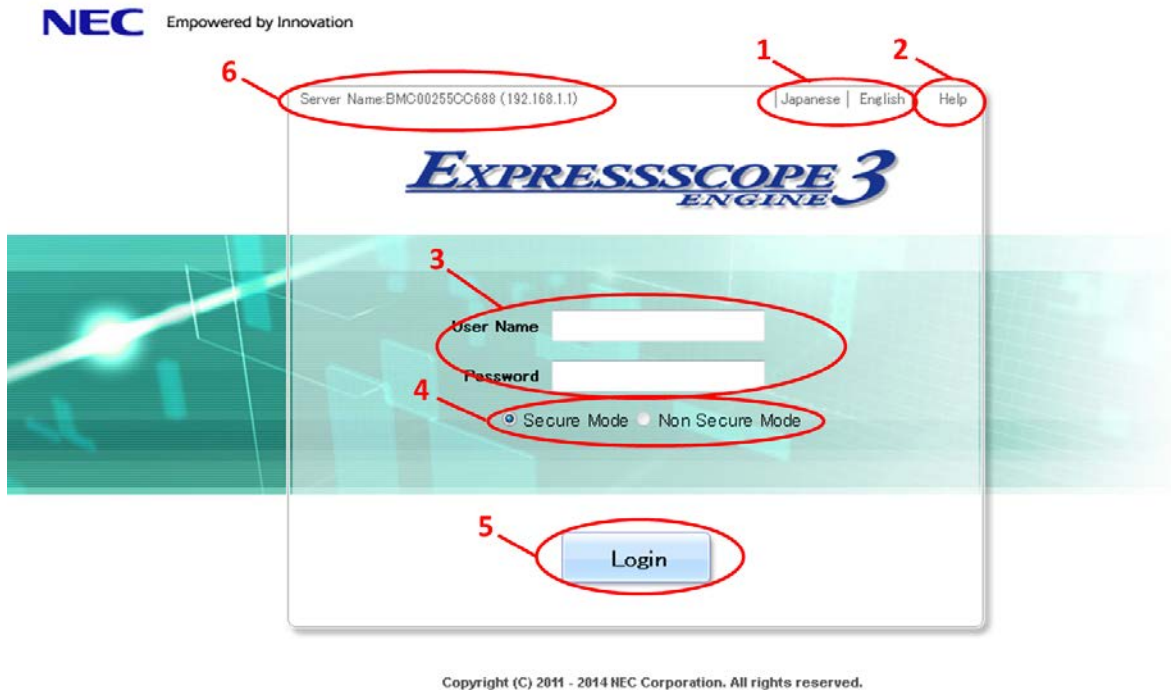 NEC Empowered by Innovation
1 2
6
Server Name:BMC00255CC688 (192.168.1.1) | Japanese | English Help
EXPRESSSCOPE 3
ENGINE
3
User Name
Password
4
Secure Mode Non Secure Mode
5
Login
Copyright (C) 2011 - 2014 NEC Corporation. All rights reserved.